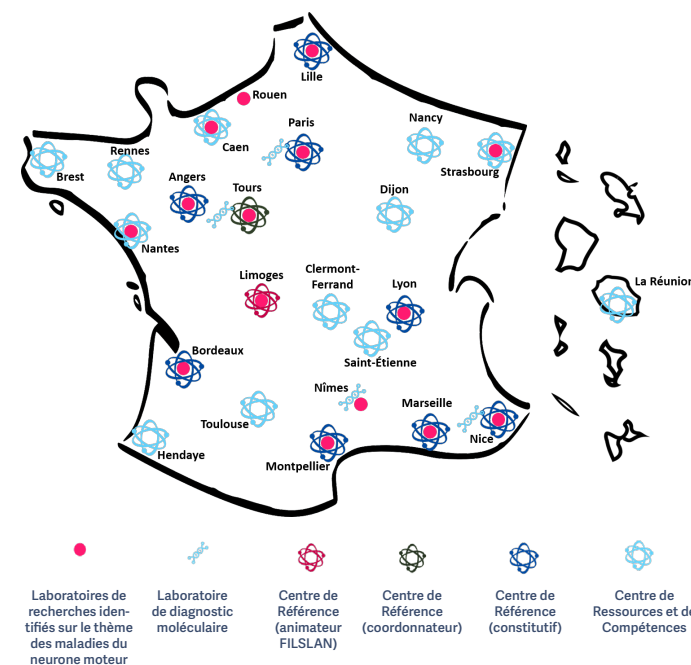 Lille
Rouen
Caen
Paris
Nancy
Strasbourg
Brest
Rennes
Angers
Tours
Dijon
Nantes
Limoges
Clermont-
Ferrand
Lyon
La Réunion
Saint-Étienne
Bordeaux
Nîmes
Marseille
Toulouse
Nice
Hendaye
Montpellier
Laboratoires de
recherches iden-
tifiés sur le thème
des maladies du
neurone moteur
Laboratoire
de diagnostic
moléculaire
Centre de
Référence
(animateur
FILSLAN)
Centre de
Référence
(coordonnateur)
Centre de
Référence
(constitutif)
Centre de
Ressources et de
Compétences